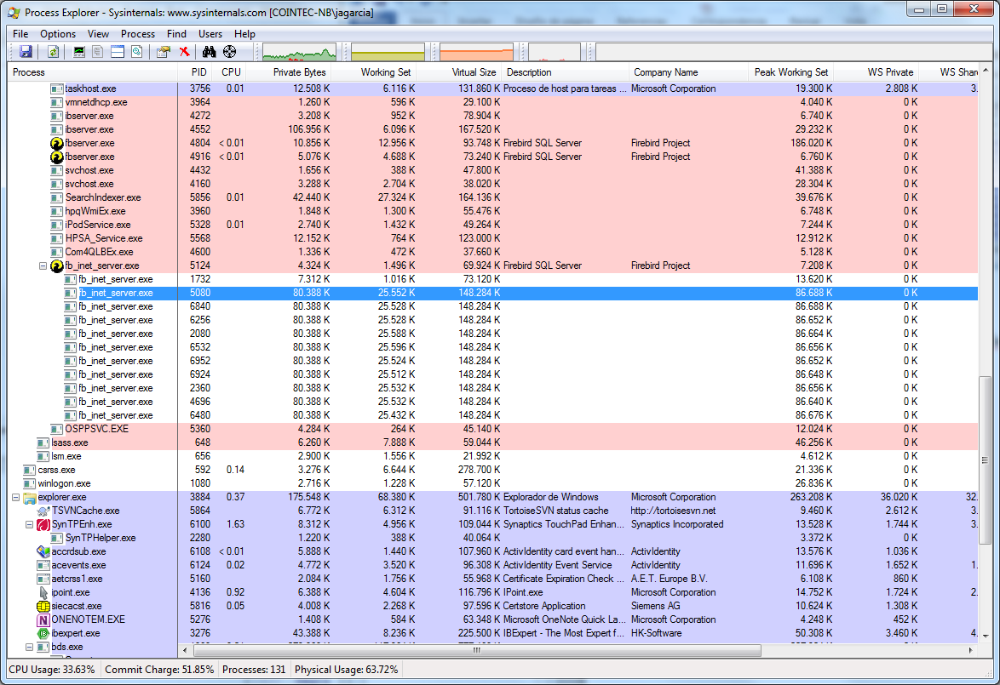 Process Explorer - Sysinternals: www.sysinternals.com [COINTEC-NB\jagarcia]
File Options View Process Find Users Help
Process PID CPU Private Bytes Working Set Virtual Size Description Company Name Peak Working Set WS Private WS Shar
taskhost.exe 3756 0.01 12.508 K 6.116 K 131.860 K Proceso de host para tareas ... Microsoft Corporation 19.300 K 2.808 K 3.
vmnetdhcp.exe 3964 1.260 K 596 K 29.100 K 4.040 K 0 K
ibserver.exe 4272 3.208 K 952 K 78.904 K 6.740 K 0 K
ibserver.exe 4552 106.956 K 6.096 K 167.520 K 29.232 K 0 K
fbserver.exe 4804 < 0.01 10.856 K 12.956 K 93.748 K Firebird SQL Server Firebird Project 186.020 K 0 K
fbserver.exe 4916 < 0.01 5.076 K 4.688 K 73.240 K Firebird SQL Server Firebird Project 6.760 K 0 K
svchost.exe 4432 1.656 K 388 K 47.800 K 41.388 K 0 K
svchost.exe 4160 3.288 K 2.704 K 38.020 K 28.304 K 0 K
SearchIndexer.exe 5856 0.01 42.440 K 27.324 K 164.136 K 39.676 K 0 K
hpqWmiEx.exe 3960 1.848 K 1.300 K 55.476 K 6.748 K 0 K
iPodService.exe 5328 0.01 2.740 K 1.432 K 49.264 K 7.244 K 0 K
HPSA_Service.exe 5568 12.152 K 764 K 123.000 K 12.912 K 0 K
Com4QLBEx.exe 4600 1.336 K 472 K 37.660 K 5.128 K 0 K
fb_inet_server.exe 5124 4.324 K 1.496 K 69.924 K Firebird SQL Server Firebird Project 7.208 K 0 K
fb_inet_server.exe 1732 7.312 K 1.016 K 73.120 K 13.620 K 0 K
fb_inet_server.exe 5080 80.388 K 25.552 K 148.284 K 86.688 K 0 K
fb_inet_server.exe 6840 80.388 K 25.528 K 148.284 K 86.688 K 0 K
fb_inet_server.exe 6256 80.388 K 25.528 K 148.284 K 86.652 K 0 K
fb_inet_server.exe 2080 80.388 K 25.588 K 148.284 K 86.664 K 0 K
fb_inet_server.exe 6532 80.388 K 25.596 K 148.284 K 86.656 K 0 K
fb_inet_server.exe 6952 80.388 K 25.524 K 148.284 K 86.652 K 0 K
fb_inet_server.exe 6924 80.388 K 25.512 K 148.284 K 86.648 K 0 K
fb_inet_server.exe 2360 80.388 K 25.532 K 148.284 K 86.656 K 0 K
fb_inet_server.exe 4696 80.388 K 25.532 K 148.284 K 86.640 K 0 K
fb_inet_server.exe 6480 80.388 K 25.432 K 148.284 K 86.676 K 0 K
OSPPSVC.EXE 5360 4.284 K 264 K 45.140 K 12.024 K 0 K
lsass.exe 648 6.260 K 7.888 K 59.044 K 46.256 K 0 K
lsm.exe 656 2.900 K 1.556 K 21.992 K 4.612 K 0 K
csrss.exe 592 0.14 3.276 K 6.644 K 278.700 K 21.336 K 0 K
winlogon.exe 1080 2.716 K 1.228 K 57.120 K 26.836 K 0 K
explorer.exe 3884 0.37 175.548 K 68.380 K 501.780 K Explorador de Windows Microsoft Corporation 263.208 K 36.020 K 32.
TSVNCache.exe 5864 6.772 K 6.312 K 91.116 K TortoiseSVN status cache http://tortoisesvn.net 9.460 K 2.612 K 3.
SynTPEnh.exe 6100 1.63 8.312 K 4.956 K 109.044 K Synaptics TouchPad Enhan... Synaptics Incorporated 13.528 K 1.744 K 3.
SynTPHelper.exe 2280 1.220 K 388 K 40.064 K 3.372 K 0 K
accrdsub.exe 6108 < 0.01 5.888 K 1.440 K 107.960 K ActivIdentity card event han... ActivIdentity 13.576 K 1.036 K
acevents.exe 6124 0.02 4.772 K 3.520 K 96.308 K ActivIdentity Event Service ActivIdentity 11.696 K 1.652 K 1.
aetcrss1.exe 5160 2.084 K 1.756 K 55.968 K Certificate Expiration Check ... A.E.T. Europe B.V. 6.108 K 860 K
ipoint.exe 4136 0.92 6.388 K 4.604 K 116.796 K IPoint.exe Microsoft Corporation 14.752 K 1.724 K 2.
siecacst.exe 5816 0.05 4.008 K 2.268 K 97.596 K Certstore Application Siemens AG 10.624 K 1.308 K
ONENOTEM.EXE 5276 1.408 K 584 K 63.348 K Microsoft OneNote Quick La... Microsoft Corporation 4.248 K 452 K
ibexpert.exe 3276 43.388 K 8.236 K 225.500 K IBExpert - The Most Expert f... HK-Software 50.308 K 3.460 K 4.
bds.exe
CPU Usage: 33.63% Commit Charge: 51.85% Processes: 131 Physical Usage: 63.72%